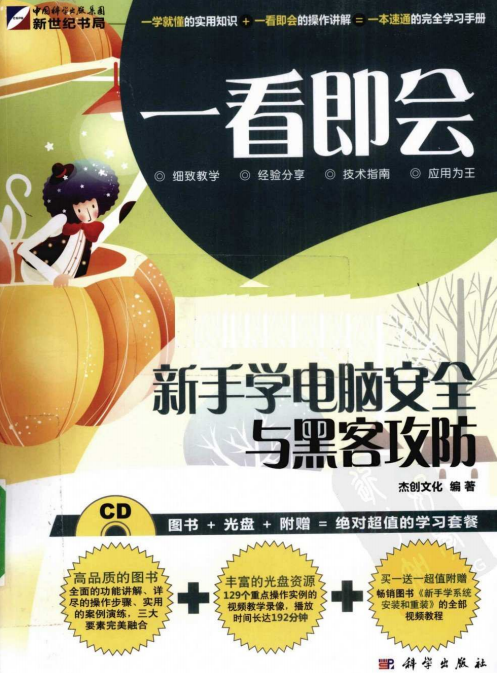 中国科学出版集团
新世纪书局
一学就懂的实用知识 + 一看即会的操作讲解 = 一本速通的完全学习手册
一看即会
◎ 细致教学 ◎ 经验分享 ◎ 技术指南 ◎ 应用为王
新手学电脑安全
与黑客攻防
杰创文化 编著
CD
图书 + 光盘 + 附赠 = 绝对超值的学习套餐
高品质的图书
全面的功能讲解、详
尽的操作步骤、实用
的案例演练，三大
要素完美融合
+
丰富的光盘资源
129个重点操作实例的
视频教学录像，播放
时间长达192分钟
+
买一送一超值附赠
畅销图书《新手学系统
安装和重装》的全部
视频教程
科学出版社